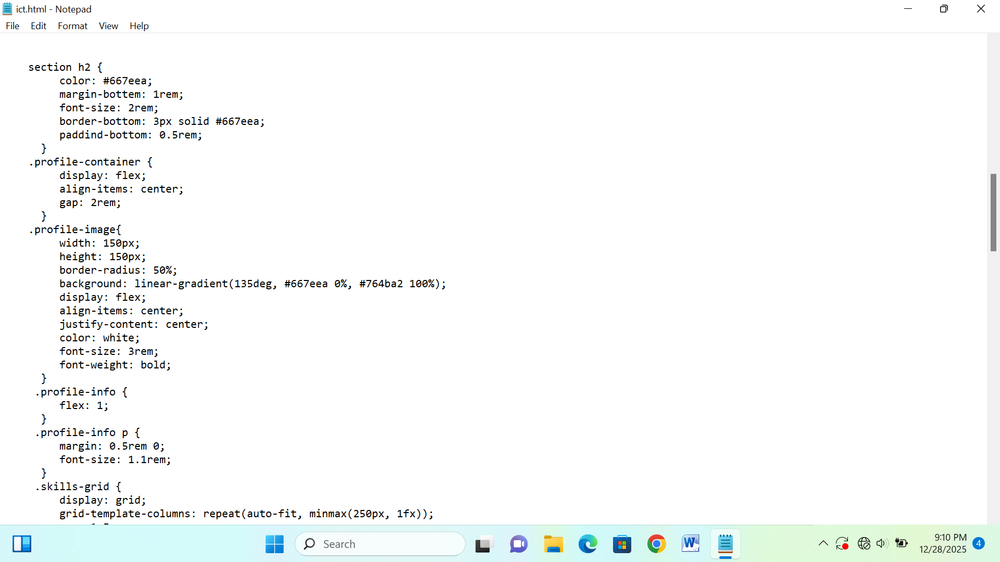 ict.html - Notepad
File Edit Format View Help
section h2 {
color: #667eea;
margin-bottem: 1rem;
font-size: 2rem;
border-bottom: 3px solid #667eea;
paddind-bottom: 0.5rem;
}
.profile-container {
display: flex;
align-items: center;
gap: 2rem;
}
.profile-image{
width: 150px;
height: 150px;
border-radius: 50%;
background: linear-gradient(135deg, #667eea 0%, #764ba2 100%);
display: flex;
align-items: center;
justify-content: center;
color: white;
font-size: 3rem;
font-weight: bold;
}
.profile-info {
flex: 1;
}
.profile-info p {
margin: 0.5rem 0;
font-size: 1.1rem;
}
.skills-grid {
display: grid;
grid-template-columns: repeat(auto-fit, minmax(250px, 1fx));
Search
W
9:10 PM
12/28/2025
4